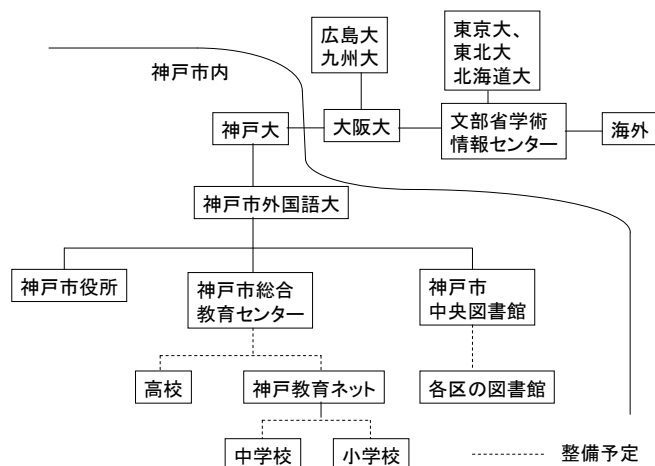 広島大
九州大
東京大、
東北大
北海道大
神戸市内
神戸大
大阪大
文部省学術
情報センター
海外
神戸市外国語大
神戸市役所
神戸市総合
教育センター
神戸市
中央図書館
高校
神戸教育ネット
各区の図書館
中学校
小学校
整備予定